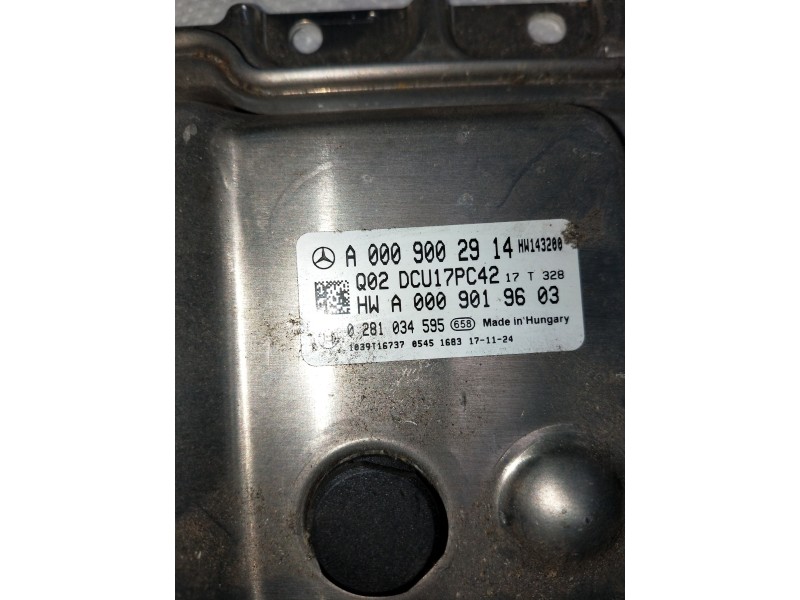 A 000 900 29 14 HW143200
Q02 DCU17PC42 17 T 328
HW A 000 901 96 03
0 281 034 595 658 Made in Hungary
1039T16737 0545 1683 17-11-24